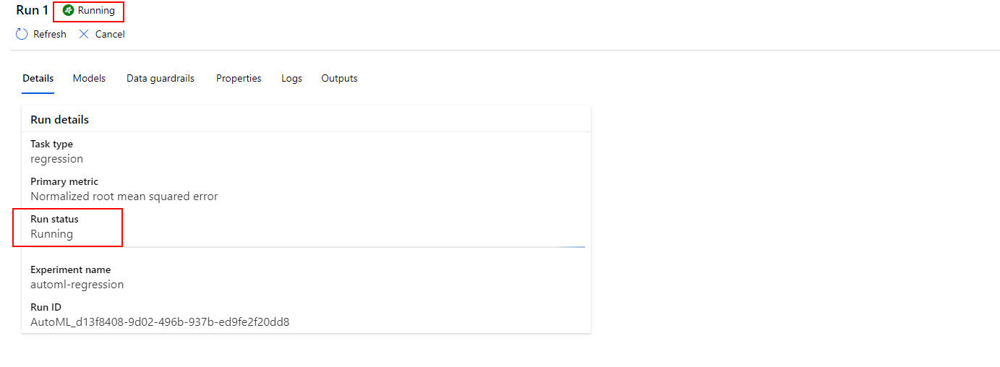 Run 1 Running
Refresh Cancel
Details Models Data guardrails Properties Logs Outputs
Run details
Task type
regression
Primary metric
Normalized root mean squared error
Run status
Running
Experiment name
automl-regression
Run ID
AutoML_d13f8408-9d02-496b-937b-ed9fe2f20dd8